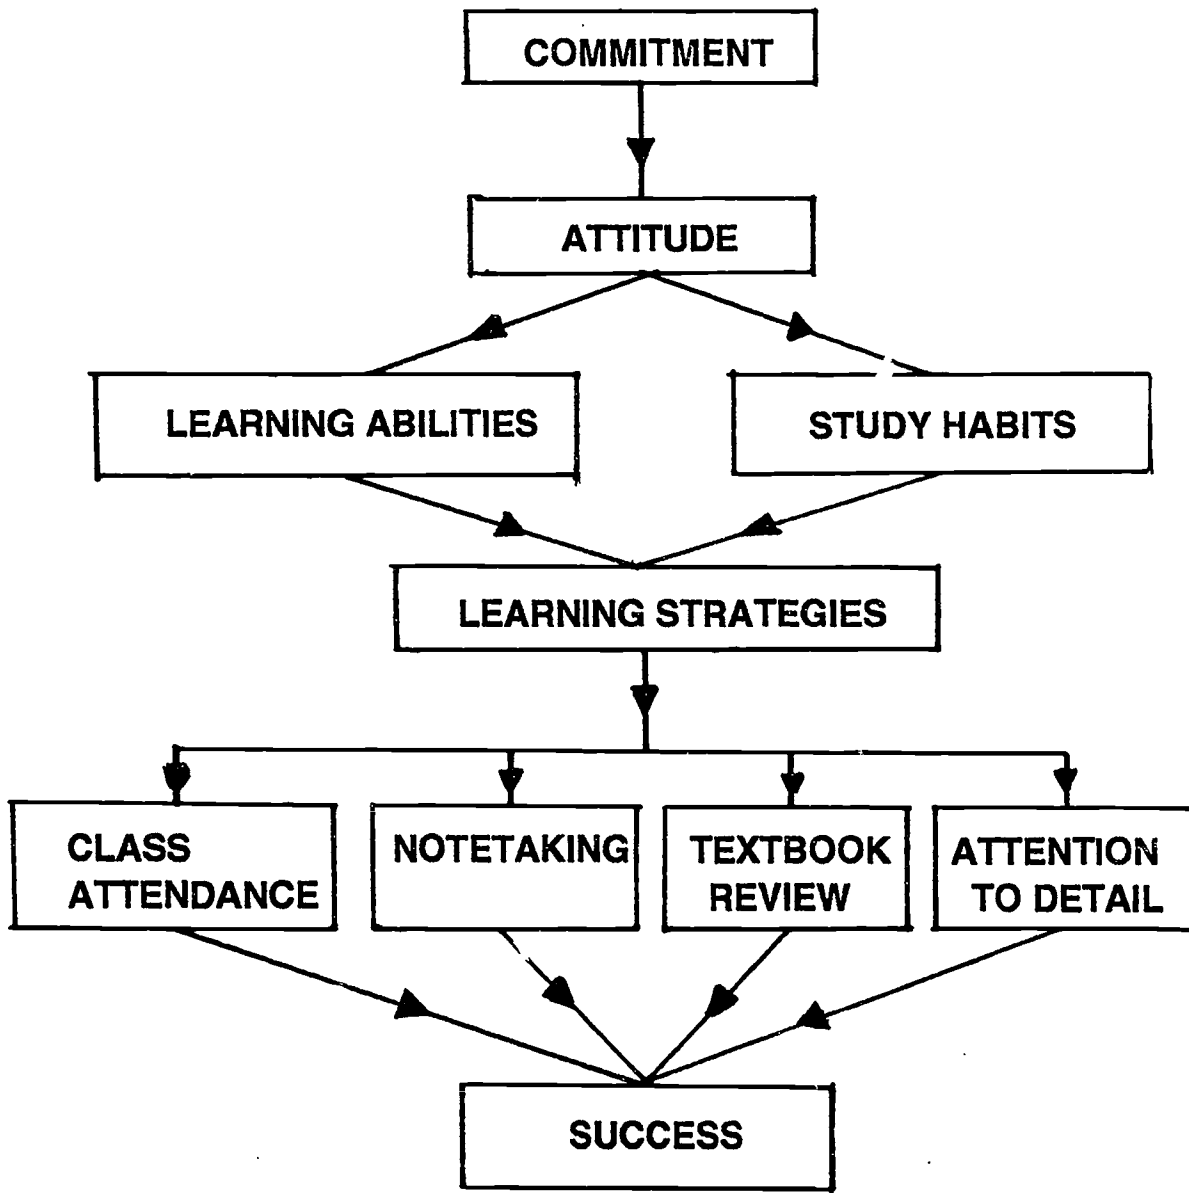 COMMITMENT
ATTITUDE
LEARNING ABILITIES
STUDY HABITS
LEARNING STRATEGIES
CLASS
ATTENDANCE
NOTETAKING
TEXTBOOK
REVIEW
ATTENTION
TO DETAIL
SUCCESS